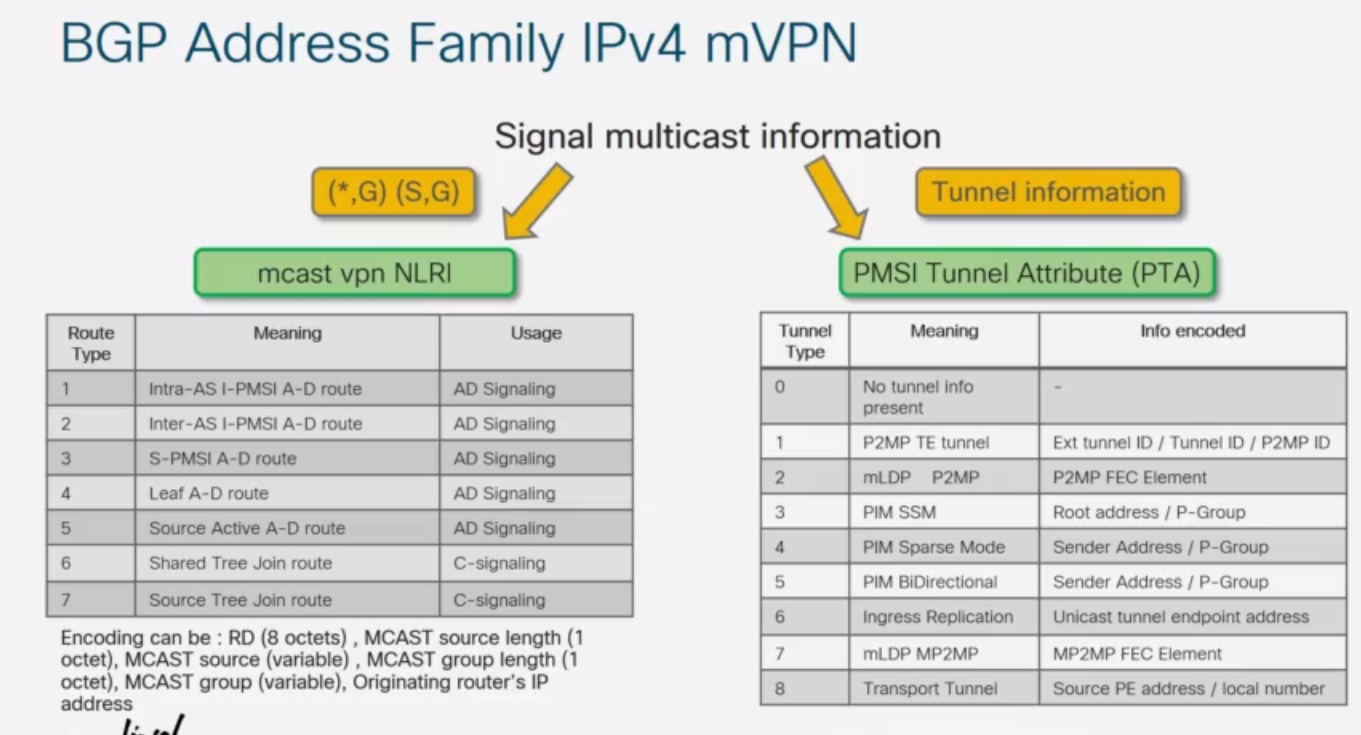 BGP Address Family IPv4 mVPN
Signal multicast information
(*,G) (S,G)
Tunnel information
mcast vpn NLRI
PMSI Tunnel Attribute (PTA)
Route Type Meaning Usage
1 Intra-AS I-PMSI A-D route AD Signaling
2 Inter-AS I-PMSI A-D route AD Signaling
3 S-PMSI A-D route AD Signaling
4 Leaf A-D route AD Signaling
5 Source Active A-D route AD Signaling
6 Shared Tree Join route C-signaling
7 Source Tree Join route C-signaling
Encoding can be : RD (8 octets) , MCAST source length (1
octet), MCAST source (variable) , MCAST group length (1
octet), MCAST group (variable), Originating router's IP
address
Tunnel Type Meaning Info encoded
0 No tunnel info present -
1 P2MP TE tunnel Ext tunnel ID / Tunnel ID / P2MP ID
2 mLDP P2MP P2MP FEC Element
3 PIM SSM Root address / P-Group
4 PIM Sparse Mode Sender Address / P-Group
5 PIM BiDirectional Sender Address / P-Group
6 Ingress Replication Unicast tunnel endpoint address
7 mLDP MP2MP MP2MP FEC Element
8 Transport Tunnel Source PE address / local number